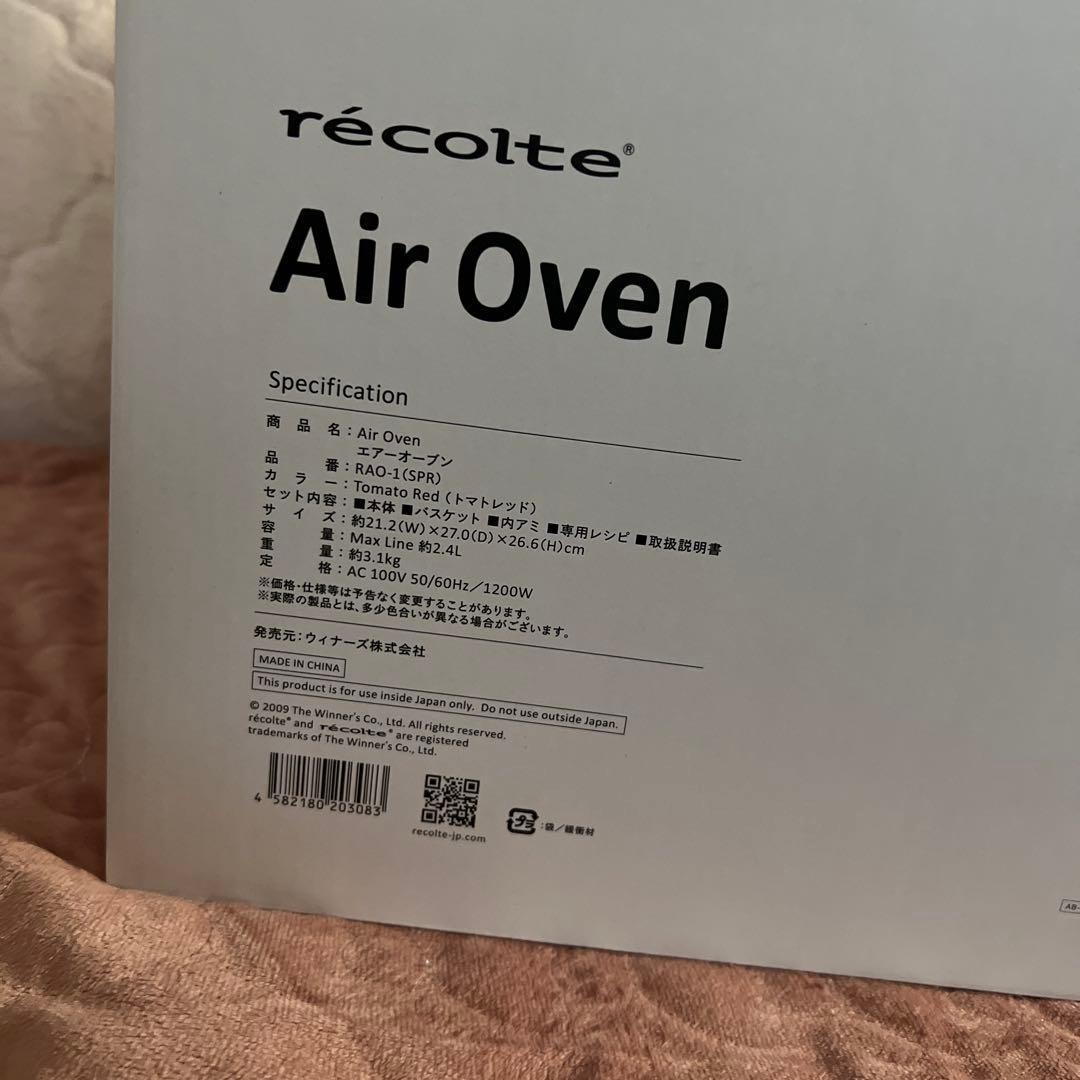 récolte®
Air Oven
Specification
商品名：Air Oven
エアーオーブン
品番：RAO-1(SPR)
カラー：Tomato Red（トマトレッド）
セット内容：■本体 ■バスケット ■内アミ ■専用レシピ ■取扱説明書
サイズ：約21.2(W)×27.0(D)×26.6(H)cm
容量：Max Line 約2.4L
重量：約3.1kg
定格：AC 100V 50/60Hz／1200W
※価格・仕様等は予告なく変更することがあります。
※実際の製品とは、多少色合いが異なる場合がございます。
発売元：ウィナーズ株式会社
MADE IN CHINA
This product is for use inside Japan only. Do not use outside Japan.
© 2009 The Winner's Co., Ltd. All rights reserved.
récolte® and récolte® are registered
trademarks of The Winner's Co., Ltd.
4 582180 203083
recolte-jp.com
プラ：袋／緩衝材
AB-